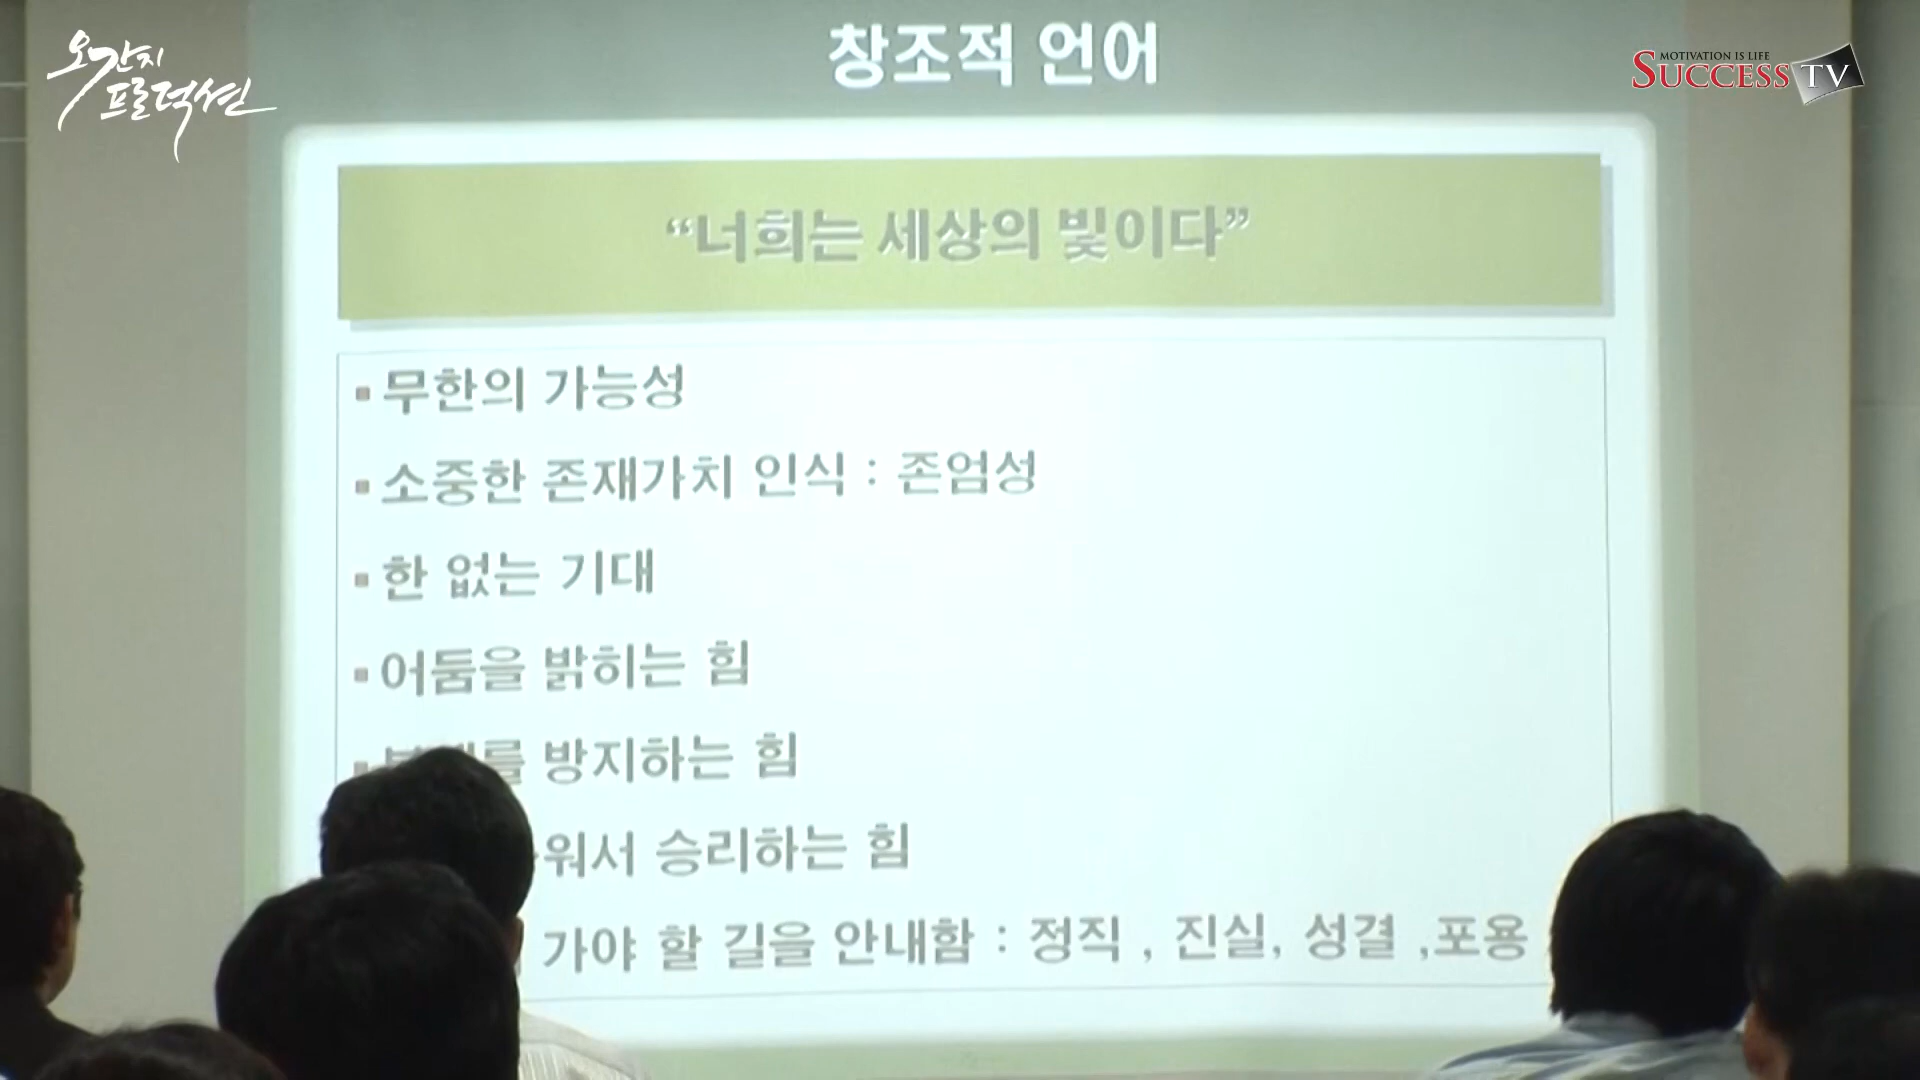 오간지
프로덕션
MOTIVATION IS LIFE
SUCCESS TV
창조적 언어
“너희는 세상의 빛이다”
▪ 무한의 가능성
▪ 소중한 존재가치 인식 : 존엄성
▪ 한 없는 기대
▪ 어둠을 밝히는 힘
▪ 방지하는 힘
승리하는 힘
가야 할 길을 안내함 : 정직 , 진실, 성결 ,포용